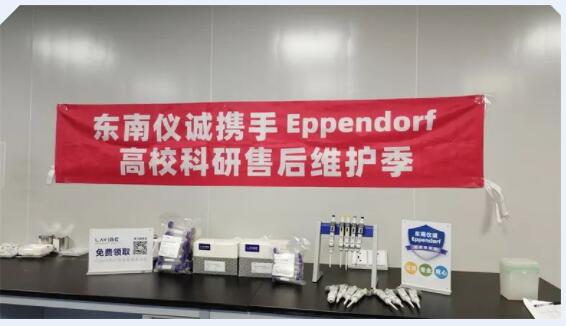 东南仪诚携手 Eppendorf
高校科研售后维护季
免费领取
东南仪诚
Eppendorf